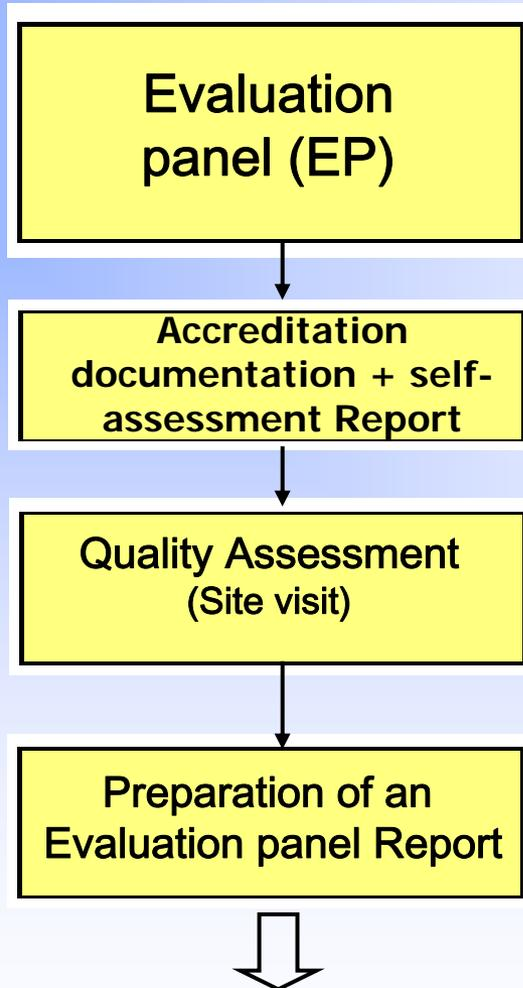 Evaluation
panel (EP)
Accreditation
documentation + self-
assessment Report
Quality Assessment
(Site visit)
Preparation of an
Evaluation panel Report